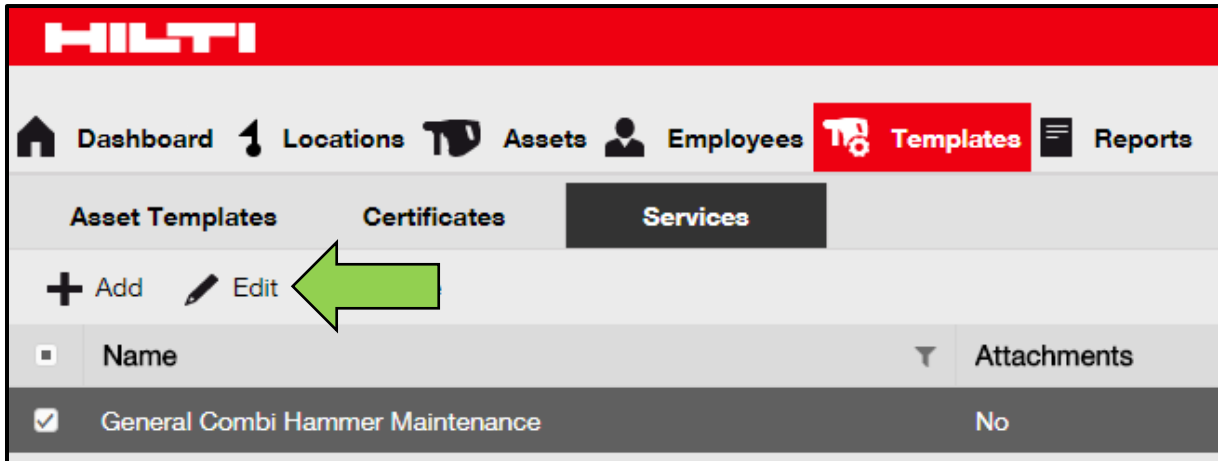 HILTI
Dashboard Locations Assets Employees Templates Reports
Asset Templates Certificates Services
Add Edit
Name Attachments
General Combi Hammer Maintenance No